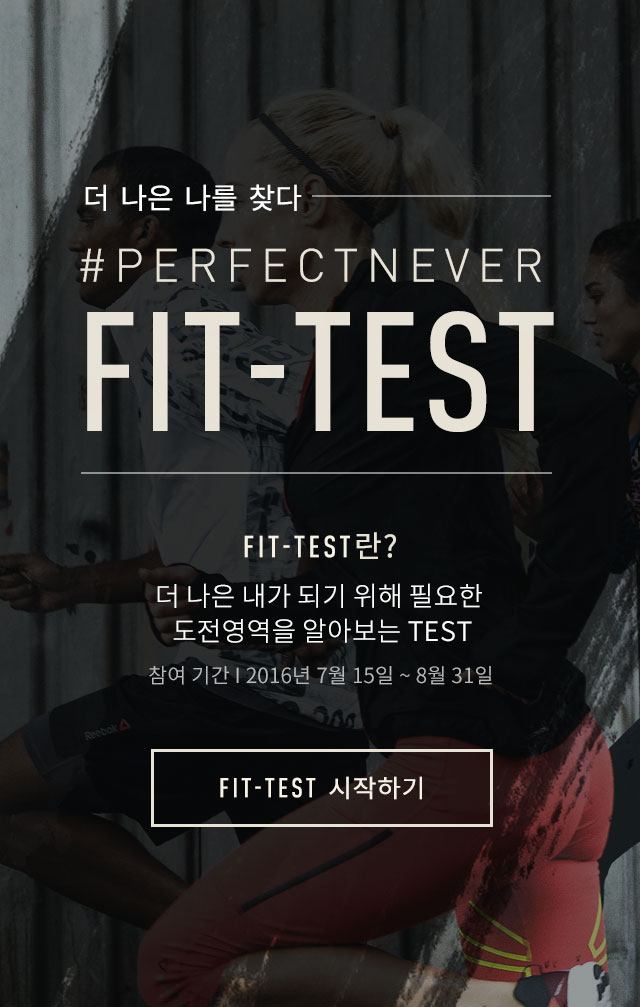 더 나은 나를 찾다
#PERFECTNEVER
FIT-TEST
FIT-TEST란?
더 나은 내가 되기 위해 필요한
도전영역을 알아보는 TEST
참여 기간 I 2016년 7월 15일 ~ 8월 31일
Reebok
FIT-TEST 시작하기